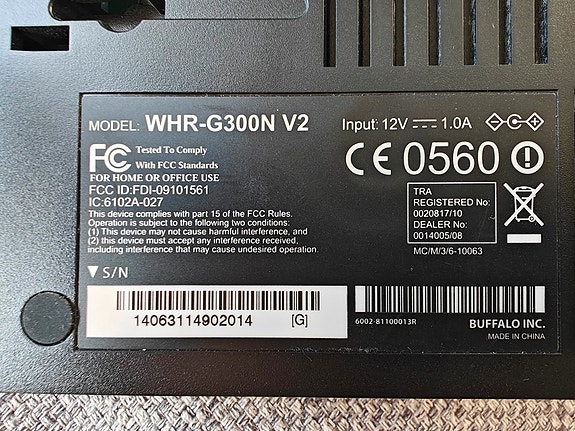 MODEL: WHR-G300N V2
Input: 12V 1.0A
FC Tested To Comply
With FCC Standards
FOR HOME OR OFFICE USE
FCC ID:FDI-09101561
IC:6102A-027
This device complies with part 15 of the FCC Rules.
Operation is subject to the following two conditions:
(1) This device may not cause harmful interference, and
(2) this device must accept any interference received,
including interference that may cause undesired operation.
CE 0560
TRA
REGISTERED No:
0020817/10
DEALER No:
0014005/08
MC/M/3/6-10063
▼S/N
14063114902014 [G]
6002-81100013R
BUFFALO INC.
MADE IN CHINA